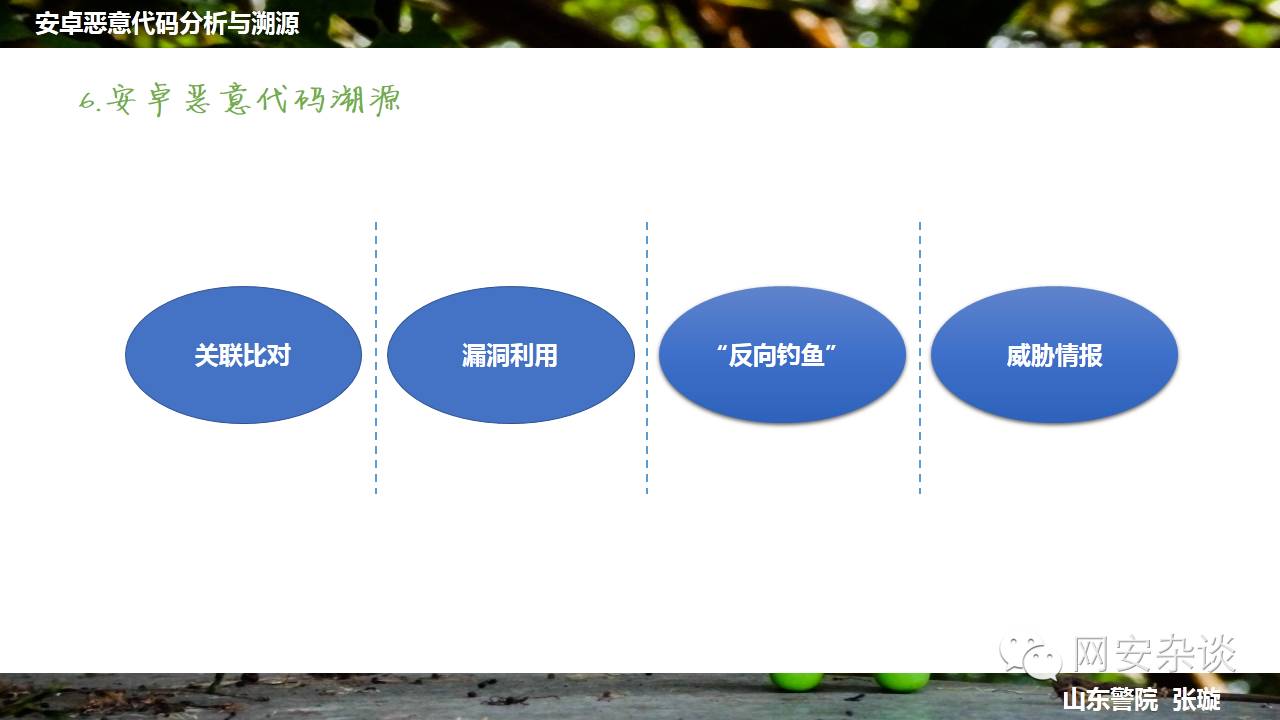 安卓恶意代码分析与溯源
6.安卓恶意代码溯源
关联比对
漏洞利用
“反向钓鱼”
威胁情报
网安杂谈
山东警院 张璇